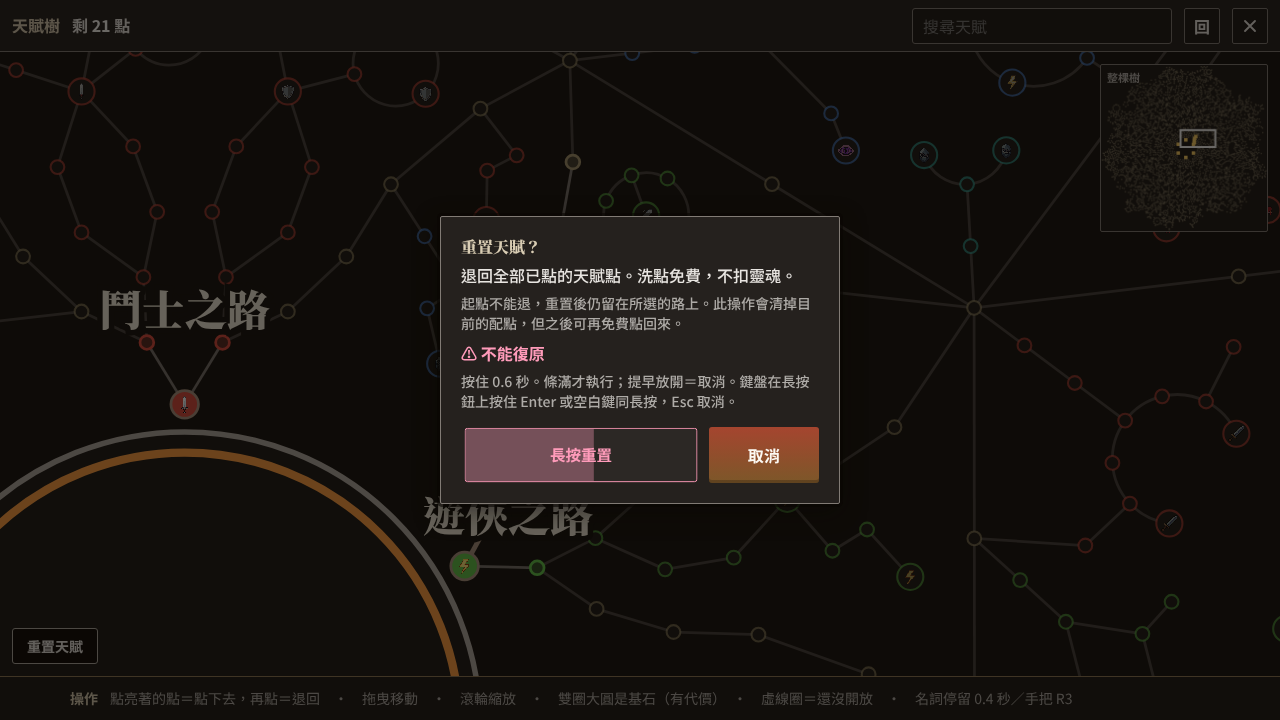 天賦樹 剩 21 點
搜尋天賦
回
整棵樹
鬥士之路
重置天賦？
退回全部已點的天賦點。洗點免費，不扣靈魂。
起點不能退，重置後仍留在所選的路上。此操作會清掉目
前的配點，但之後可再免費點回來。
不能復原
按住 0.6 秒。條滿才執行；提早放開＝取消。鍵盤在長按
鈕上按住 Enter 或空白鍵同長按，Esc 取消。
長按重置
取消
遊俠之路
重置天賦
操作 點亮著的點＝點下去，再點＝退回 · 拖曳移動 · 滾輪縮放 · 雙圈大圓是基石（有代價） · 虛線圈＝還沒開放 · 名詞停留 0.4 秒／手把 R3